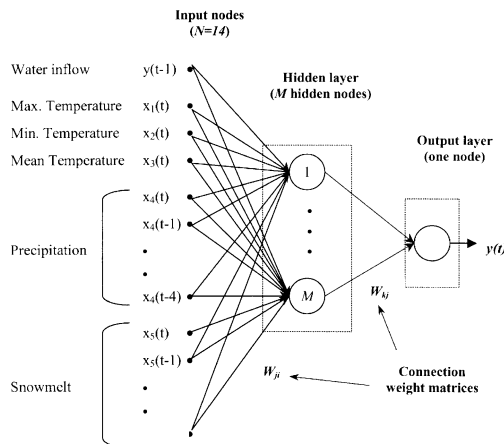 Input nodes
(N=14)
Water inflow y(t-1)
Max. Temperature x1(t)
Min. Temperature x2(t)
Mean Temperature x3(t)
x4(t)
x4(t-1)
Precipitation
x4(t-4)
x5(t)
x5(t-1)
Snowmelt
Hidden layer
(M hidden nodes)
1
M
Output layer
(one node)
y(t)
Wkj
Wji
Connection
weight matrices